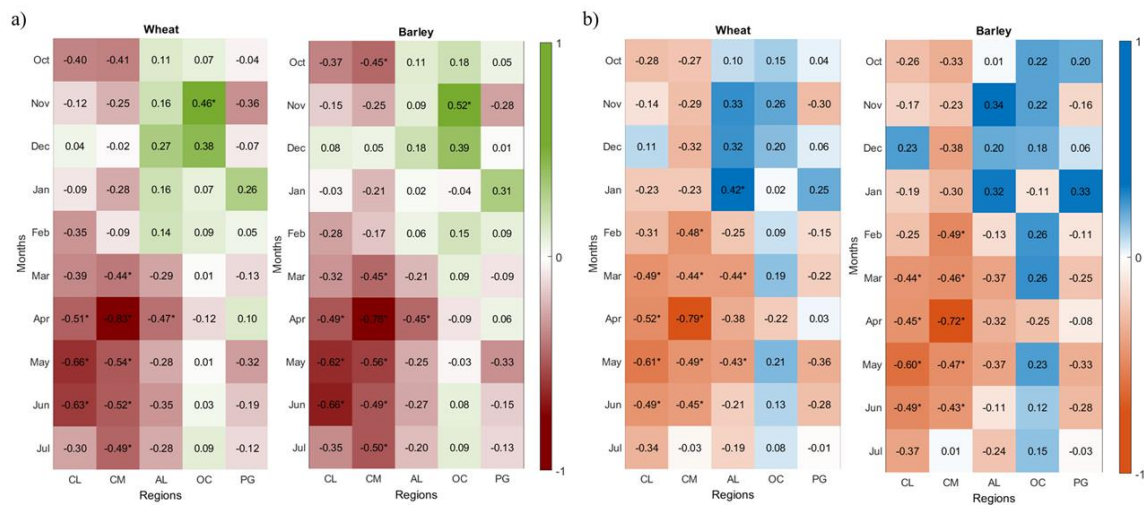 a)
Wheat
Barley
Oct -0.40 -0.41 0.11 0.07 -0.04
Nov -0.12 -0.25 0.16 0.46* -0.36
Dec 0.04 -0.02 0.27 0.38 -0.07
Jan -0.09 -0.28 0.16 0.07 0.26
Feb -0.35 -0.09 0.14 0.09 0.05
Mar -0.39 -0.44* -0.29 0.01 -0.13
Apr -0.51* -0.83* -0.47* -0.12 0.10
May -0.66* -0.54* -0.28 0.01 -0.32
Jun -0.63* -0.52* -0.35 0.03 -0.19
Jul -0.30 -0.49* -0.28 0.09 -0.12
CL CM AL OC PG
Regions
Months
Oct -0.37 -0.45* 0.11 0.18 0.05
Nov -0.15 -0.25 0.09 0.52* -0.28
Dec 0.08 0.05 0.18 0.39 0.01
Jan -0.03 -0.21 0.02 -0.04 0.31
Feb -0.28 -0.17 0.06 0.15 0.09
Mar -0.32 -0.45* -0.21 0.09 -0.09
Apr -0.49* -0.76* -0.45* -0.09 0.06
May -0.62* -0.56* -0.25 -0.03 -0.33
Jun -0.66* -0.49* -0.27 0.08 -0.15
Jul -0.35 -0.50* -0.20 0.09 -0.13
CL CM AL OC PG
Regions
1
0
-1
b)
Wheat
Barley
Oct -0.28 -0.27 0.10 0.15 0.04
Nov -0.14 -0.29 0.33 0.26 -0.30
Dec 0.11 -0.32 0.32 0.20 0.06
Jan -0.23 -0.23 0.42* 0.02 0.25
Feb -0.31 -0.48* -0.25 0.09 -0.15
Mar -0.49* -0.44* -0.44* 0.19 -0.22
Apr -0.52* -0.79* -0.38 -0.22 0.03
May -0.61* -0.49* -0.43* 0.21 -0.36
Jun -0.49* -0.45* -0.21 0.13 -0.28
Jul -0.34 -0.03 -0.19 0.08 -0.01
CL CM AL OC PG
Regions
Months
Oct -0.26 -0.33 0.01 0.22 0.20
Nov -0.17 -0.23 0.34 0.22 -0.16
Dec 0.23 -0.38 0.20 0.18 0.06
Jan -0.19 -0.30 0.32 -0.11 0.33
Feb -0.25 -0.49* -0.13 0.26 -0.11
Mar -0.44* -0.46* -0.37 0.26 -0.25
Apr -0.45* -0.72* -0.32 -0.25 -0.08
May -0.60* -0.47* -0.37 0.23 -0.33
Jun -0.49* -0.43* -0.11 0.12 -0.28
Jul -0.37 0.01 -0.24 0.15 -0.03
CL CM AL OC PG
Regions
1
0
-1